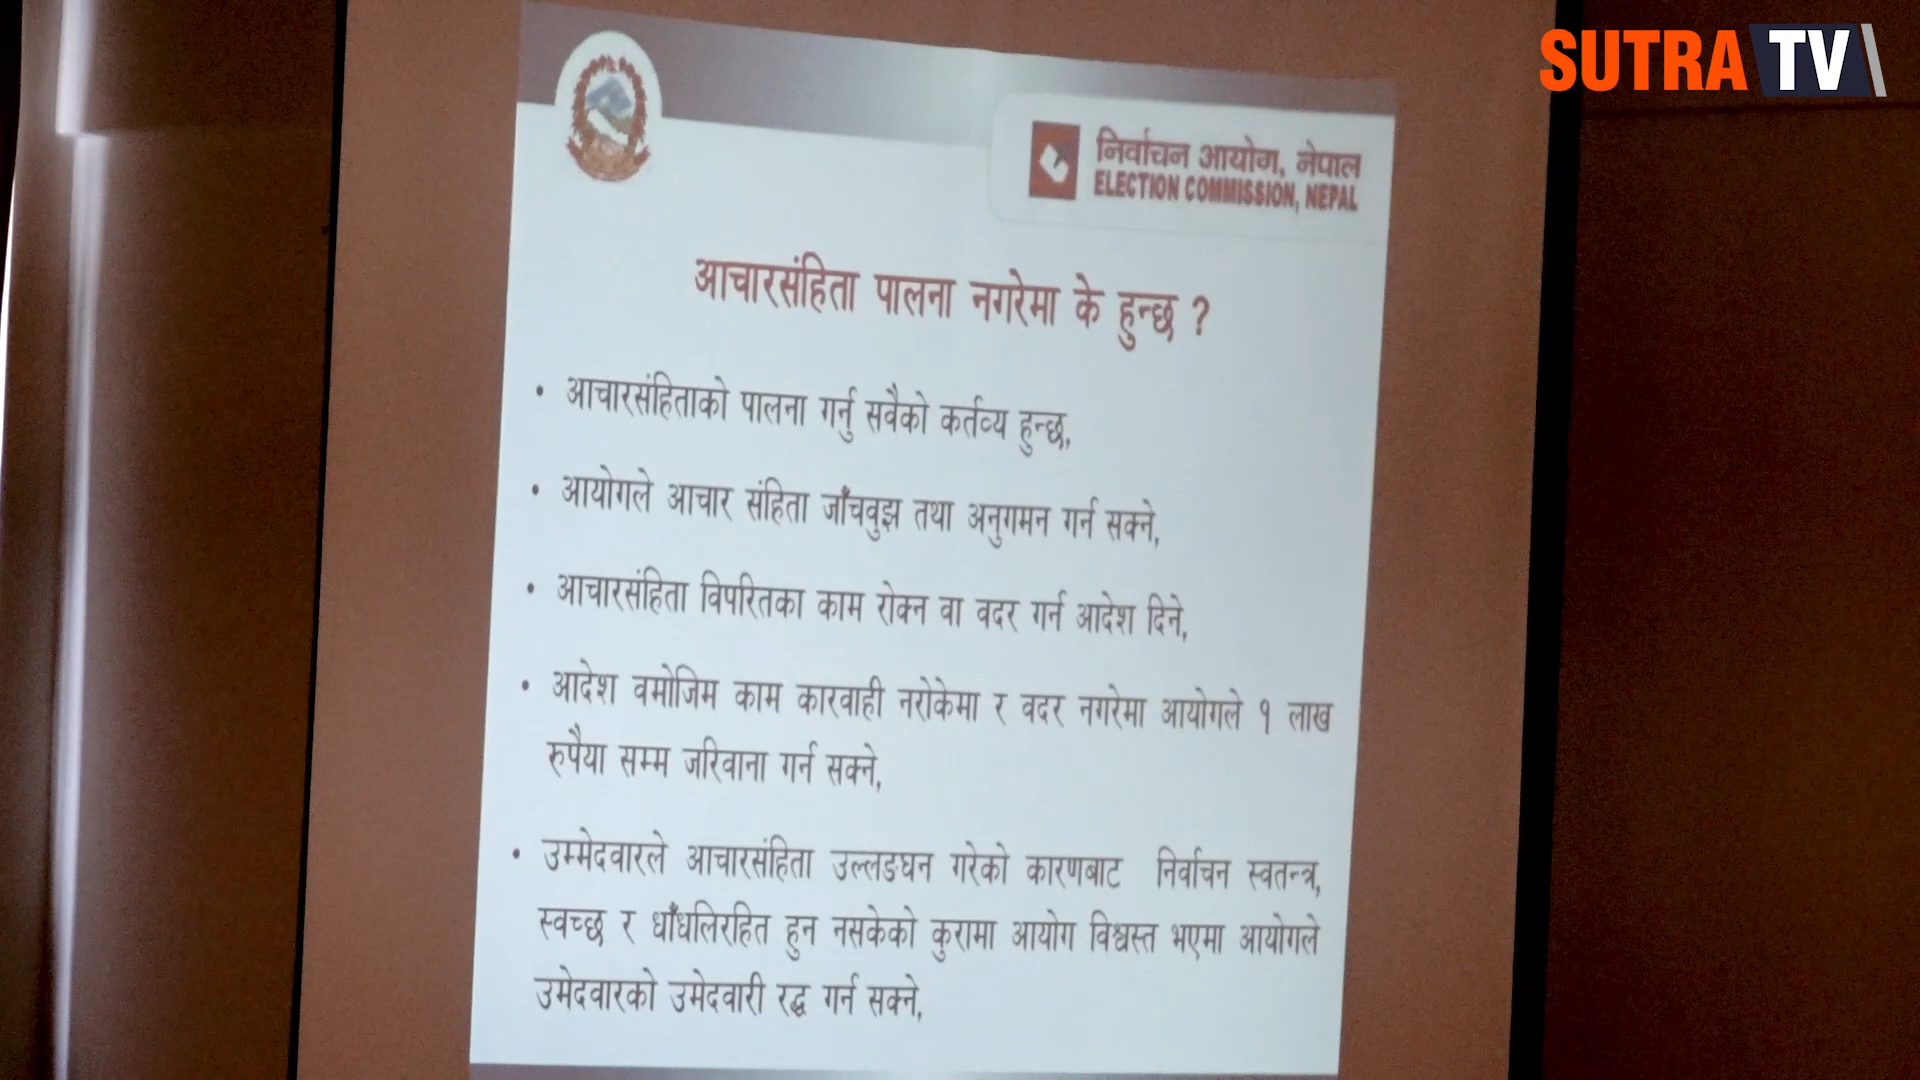 SUTRA TV
निर्वाचन आयोग, नेपाल
ELECTION COMMISSION, NEPAL
आचारसंहिता पालना नगरेमा के हुन्छ ?
• आचारसंहिताको पालना गर्नु सवैको कर्तव्य हुन्छ,
• आयोगले आचार संहिता जाँचवुझ तथा अनुगमन गर्न सक्ने,
• आचारसंहिता विपरितका काम रोक्न वा वदर गर्न आदेश दिने,
• आदेश वमोजिम काम कारवाही नरोकेमा र वदर नगरेमा आयोगले १ लाख
रुपैया सम्म जरिवाना गर्न सक्ने,
• उम्मेदवारले आचारसंहिता उल्लङघन गरेको कारणबाट निर्वाचन स्वतन्त्र,
स्वच्छ र धाँधलिरहित हुन नसकेको कुरामा आयोग विश्वस्त भएमा आयोगले
उमेदवारको उमेदवारी रद्ध गर्न सक्ने,